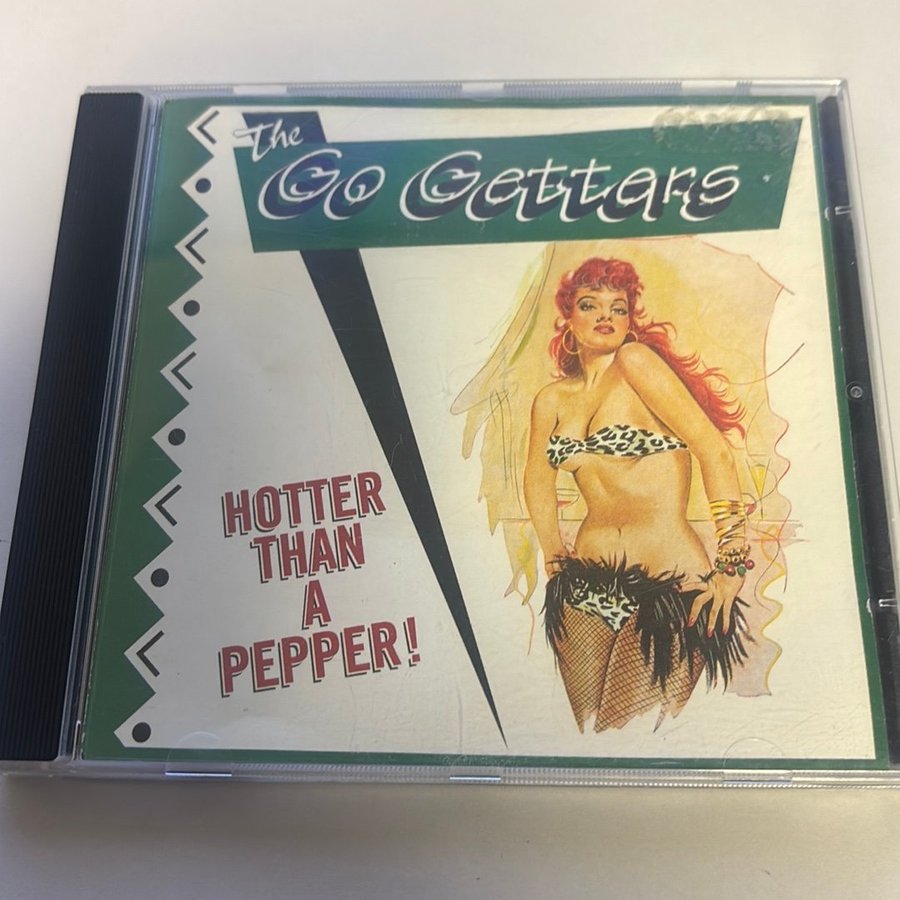 The
Go Getters
HOTTER
THAN
A
PEPPER!